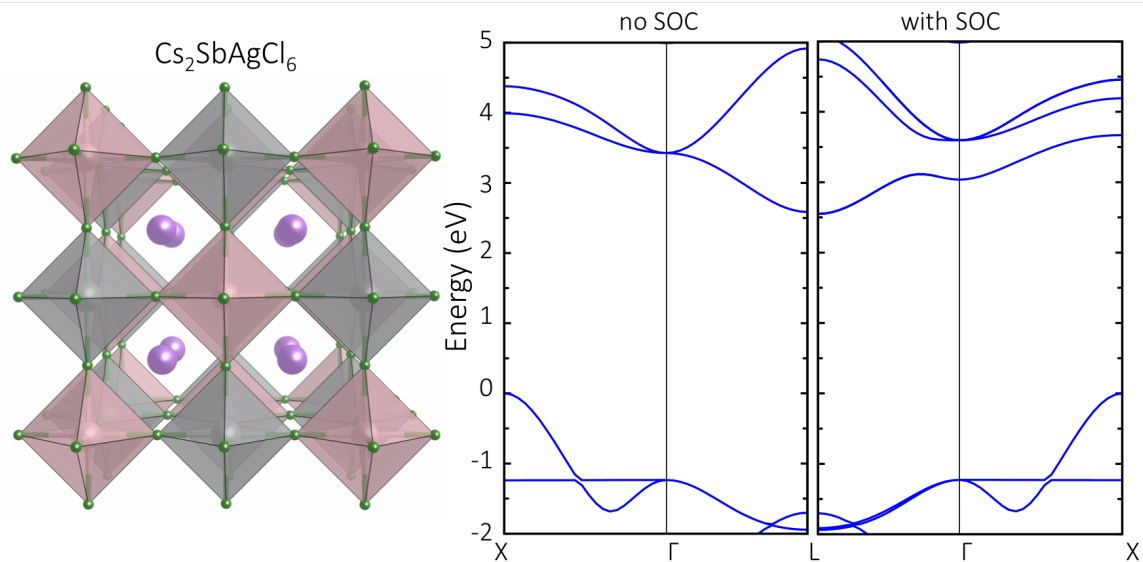 Cs₂SbAgCl₆
no SOC
with SOC
Energy (eV)
5
4
3
2
1
0
-1
-2
X
Γ
L
Γ
X